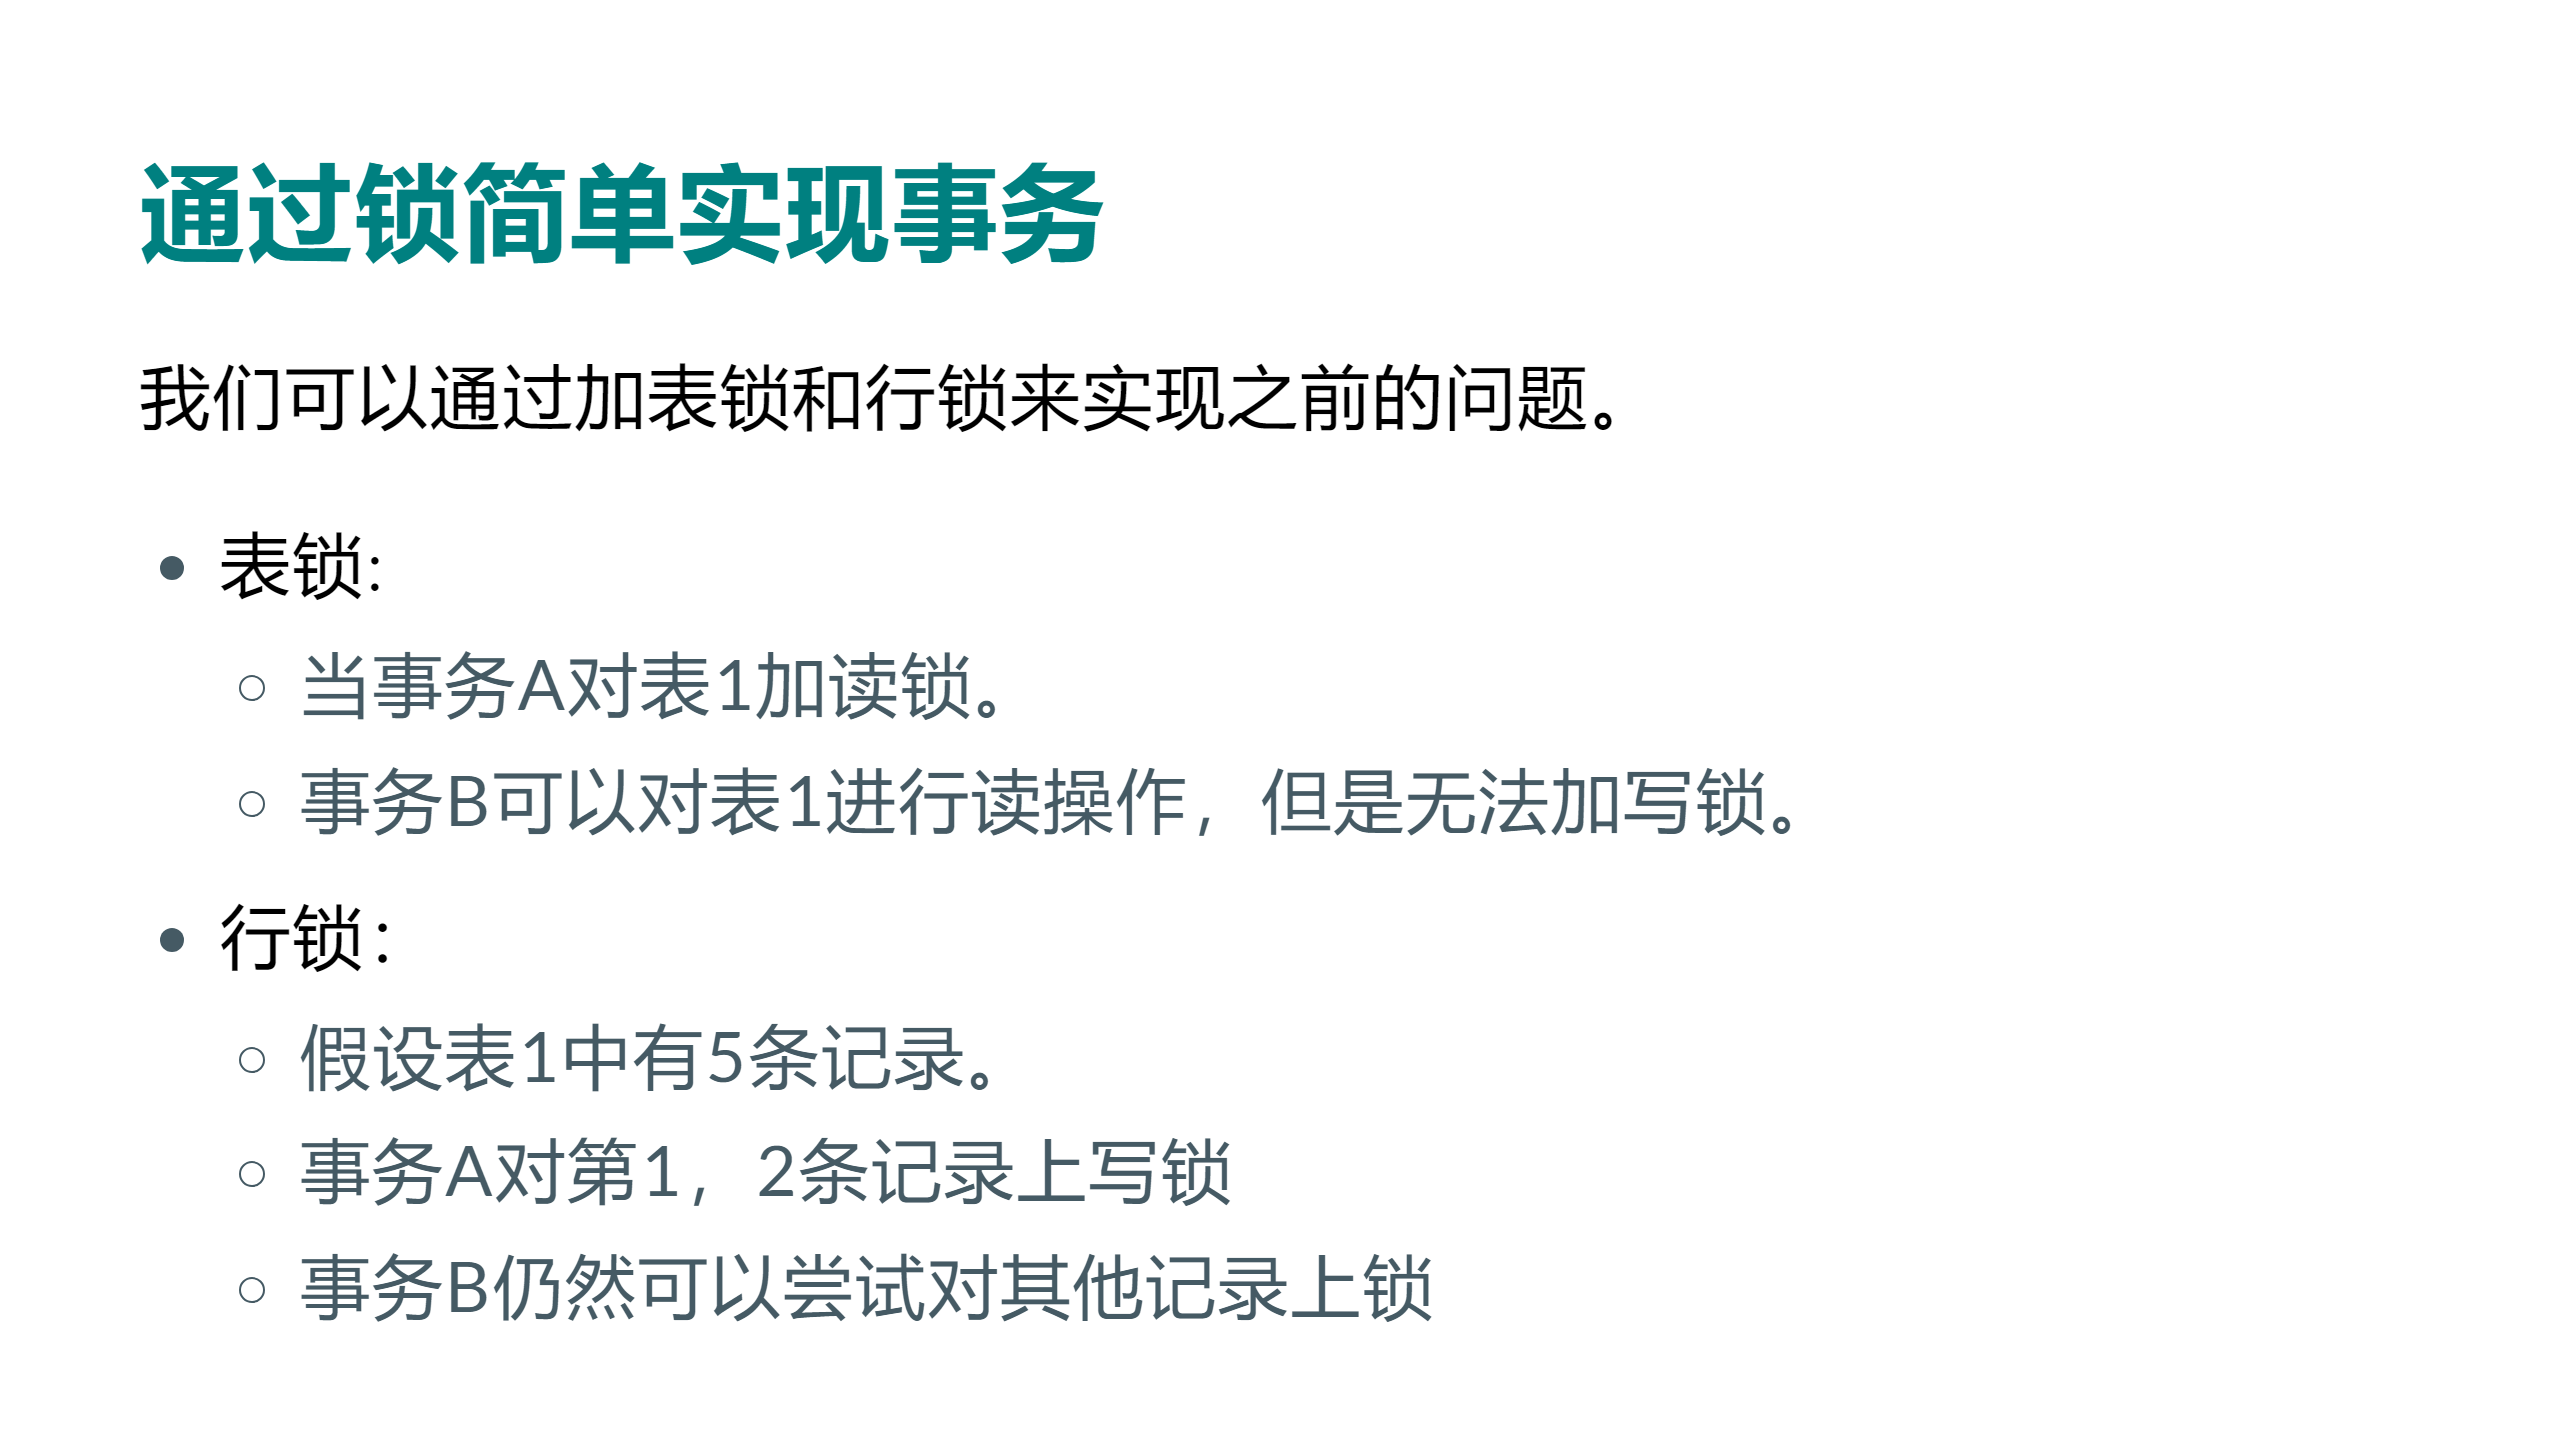 通过锁简单实现事务
我们可以通过加表锁和行锁来实现之前的问题。
表锁:
当事务A对表1加读锁。
事务B可以对表1进行读操作，但是无法加写锁。
行锁：
假设表1中有5条记录。
事务A对第1，2条记录上写锁
事务B仍然可以尝试对其他记录上锁